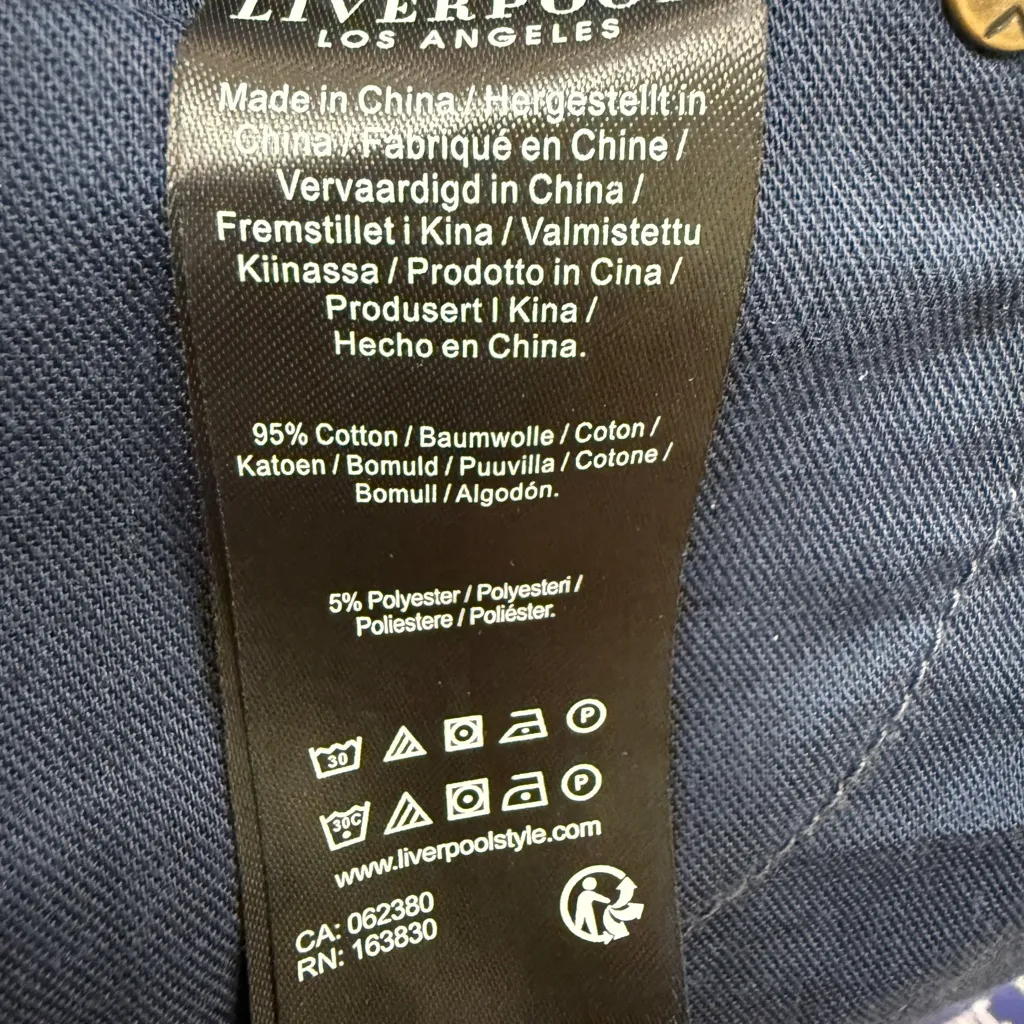 LIVERPOOL
LOS ANGELES
Made in China / Hergestellt in
China / Fabriqué en Chine /
Vervaardigd in China /
Fremstillet i Kina / Valmistettu
Kiinassa / Prodotto in Cina /
Produsert I Kina /
Hecho en China.
95% Cotton / Baumwolle / Coton /
Katoen / Bomuld / Puuvilla / Cotone /
Bomull / Algodón.
5% Polyester / Polyesteri /
Poliestere / Poliéster.
30 P
30C P
www.liverpoolstyle.com
CA: 062380
RN: 163830